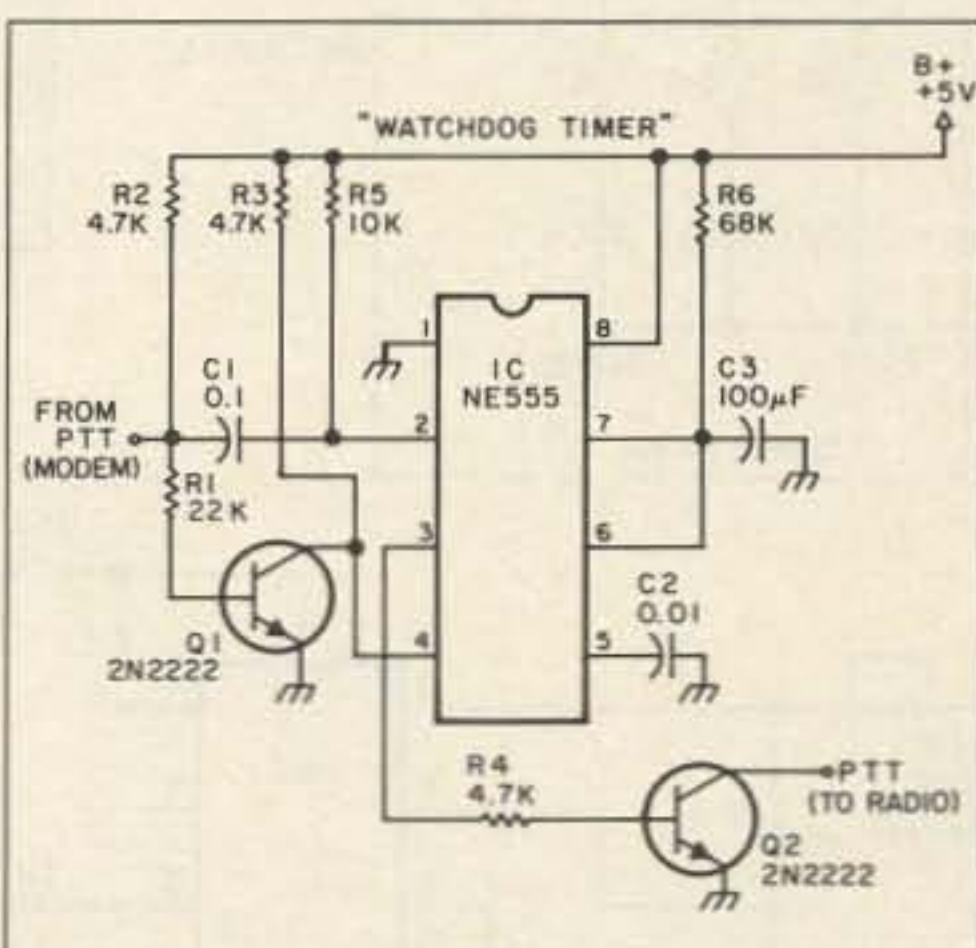 B+
+5V
"WATCHDOG TIMER"
R2
4.7K
R3
4.7K
R5
10K
R6
68K
1
8
IC
NE555
C1
0.1
C3
100μF
FROM
PTT
(MODEM)
2
7
R1
22K
3
6
C2
0.01
Q1
2N2222
4
5
R4
4.7K
PTT
(TO RADIO)
Q2
2N2222